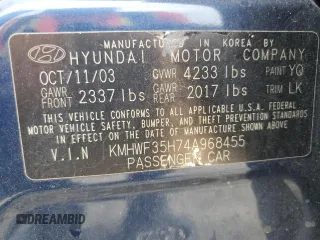 MANUFACTURED IN KOREA BY
HYUNDAI MOTOR COMPANY
OCT/11/03 GVWR 4233 lbs PAINT YQ
GAWR FRONT 2337 lbs GAWR REAR 2017 lbs TRIM LK
THIS VEHICLE CONFORMS TO ALL APPLICABLE U.S. FEDERAL
MOTOR VEHICLE SAFETY, BUMPER, AND THEFT PREVENTION
STANDARDS IN EFFECT ON THE DATE OF MANUFACTURE SHOWN ABOVE.
V.I.N KMHWF35H74A968455
PASSENGER CAR
DREAMBID